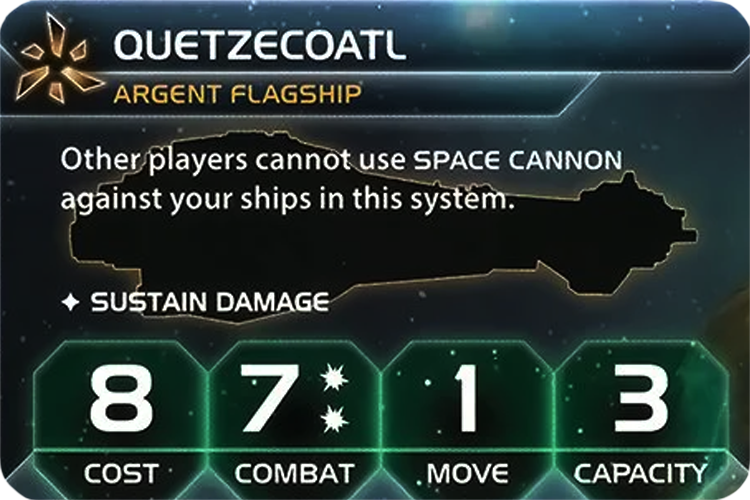 QUETZECOATL
ARGENT FLAGSHIP
Other players cannot use SPACE CANNON
against your ships in this system.
✦ SUSTAIN DAMAGE
8 7 1 3
COST COMBAT MOVE CAPACITY